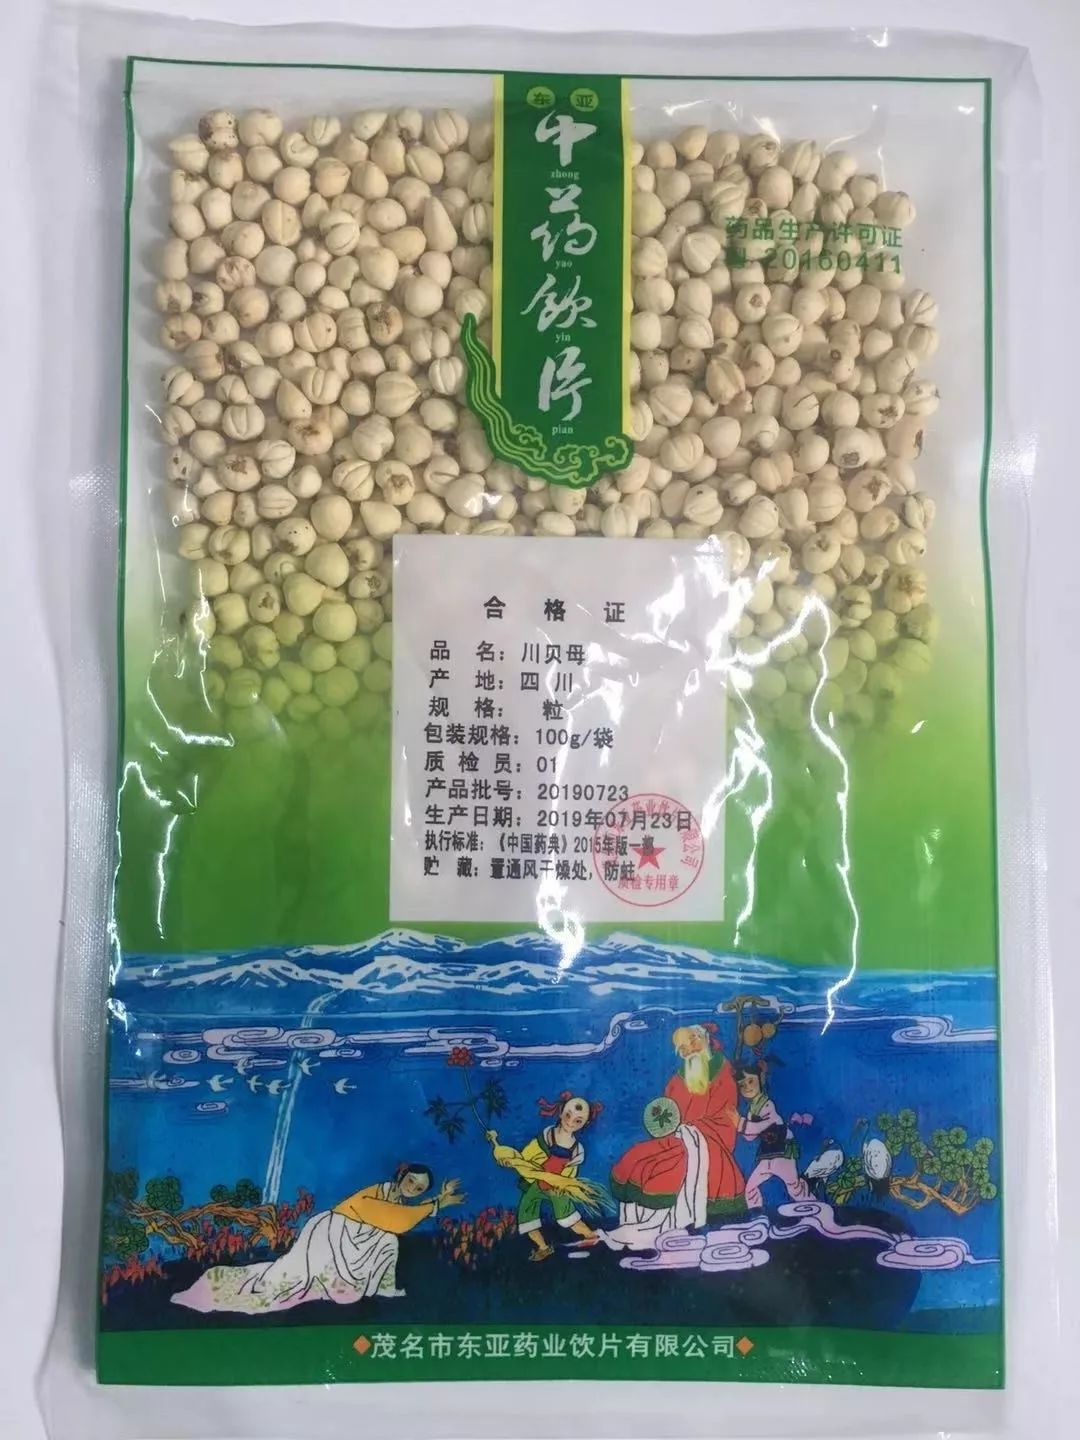 东亚
中
zhong
药
yao
饮
yin
片
pian
药品生产许可证
粤 20160411
合 格 证
品 名：川贝母
产 地：四 川
规 格： 粒
包装规格：100g/袋
质 检 员：01
产品批号：20190723
生产日期：2019年07月23日
执行标准：《中国药典》2015年版一部
贮 藏：置通风干燥处，防蛀
质检专用章
茂名市东亚药业饮片有限公司